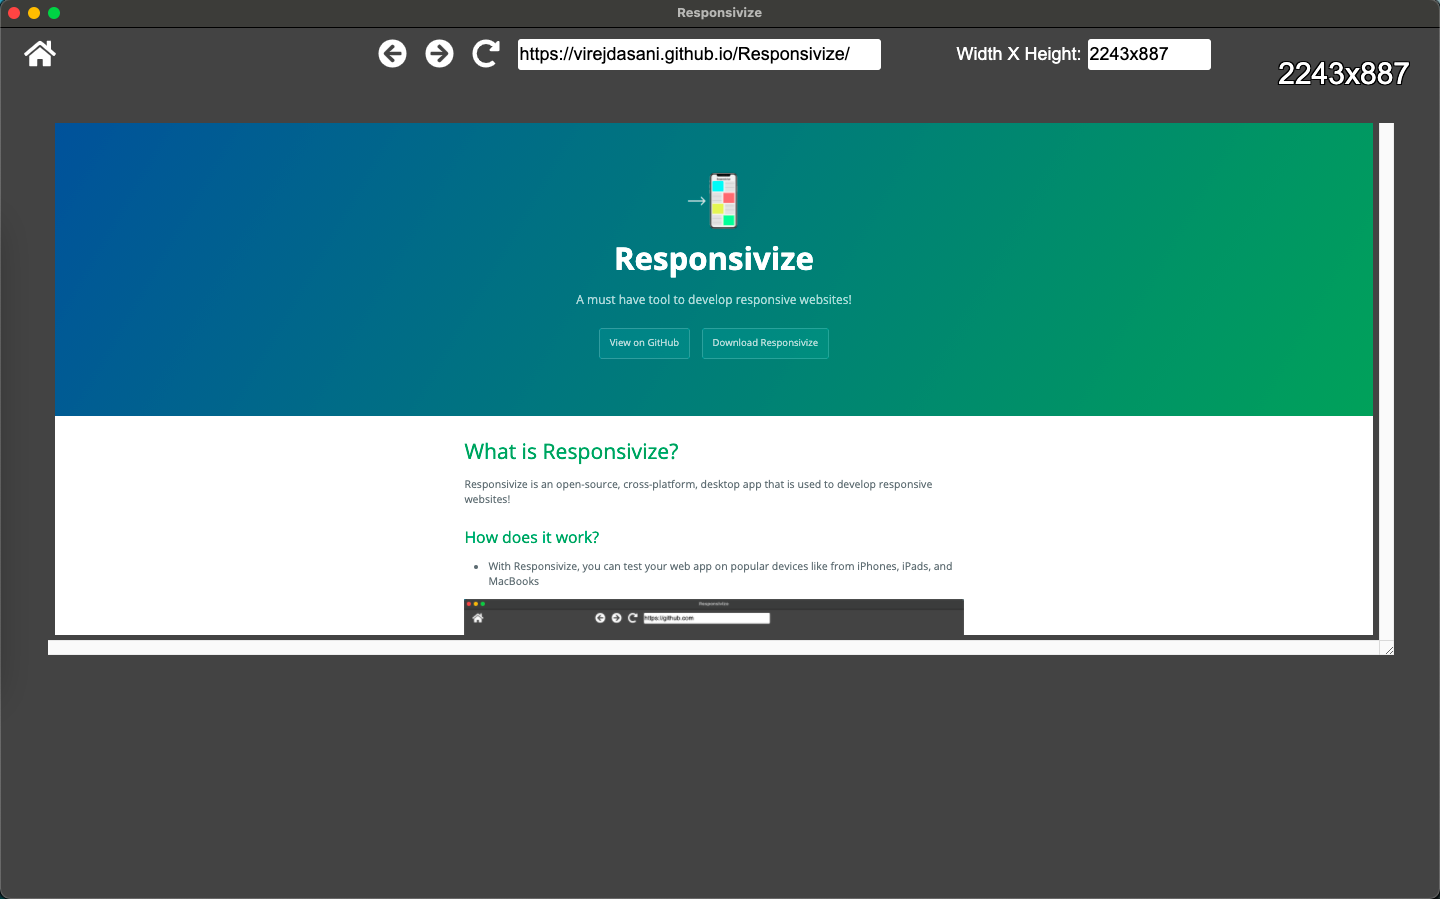 Responsivize
https://virejdasani.github.io/Responsivize/
Width X Height: 2243x887
2243x887
Responsivize
A must have tool to develop responsive websites!
View on GitHub
Download Responsivize
What is Responsivize?
Responsivize is an open-source, cross-platform, desktop app that is used to develop responsive
websites!
How does it work?
• With Responsivize, you can test your web app on popular devices like from iPhones, iPads, and
MacBooks
Responsivize
https://github.com